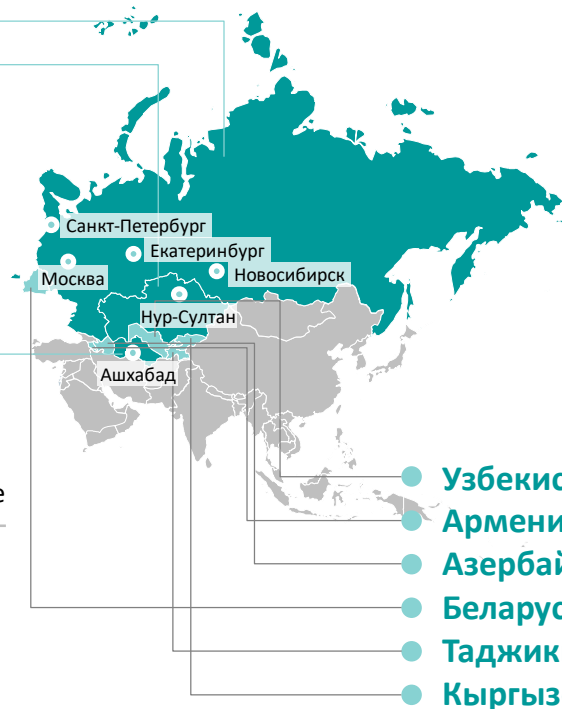 Санкт-Петербург
Екатеринбург
Москва
Новосибирск
Нур-Султан
Ашхабад
е
Узбекис
Армени
Азербай
Беларус
Таджик
Кыргыз